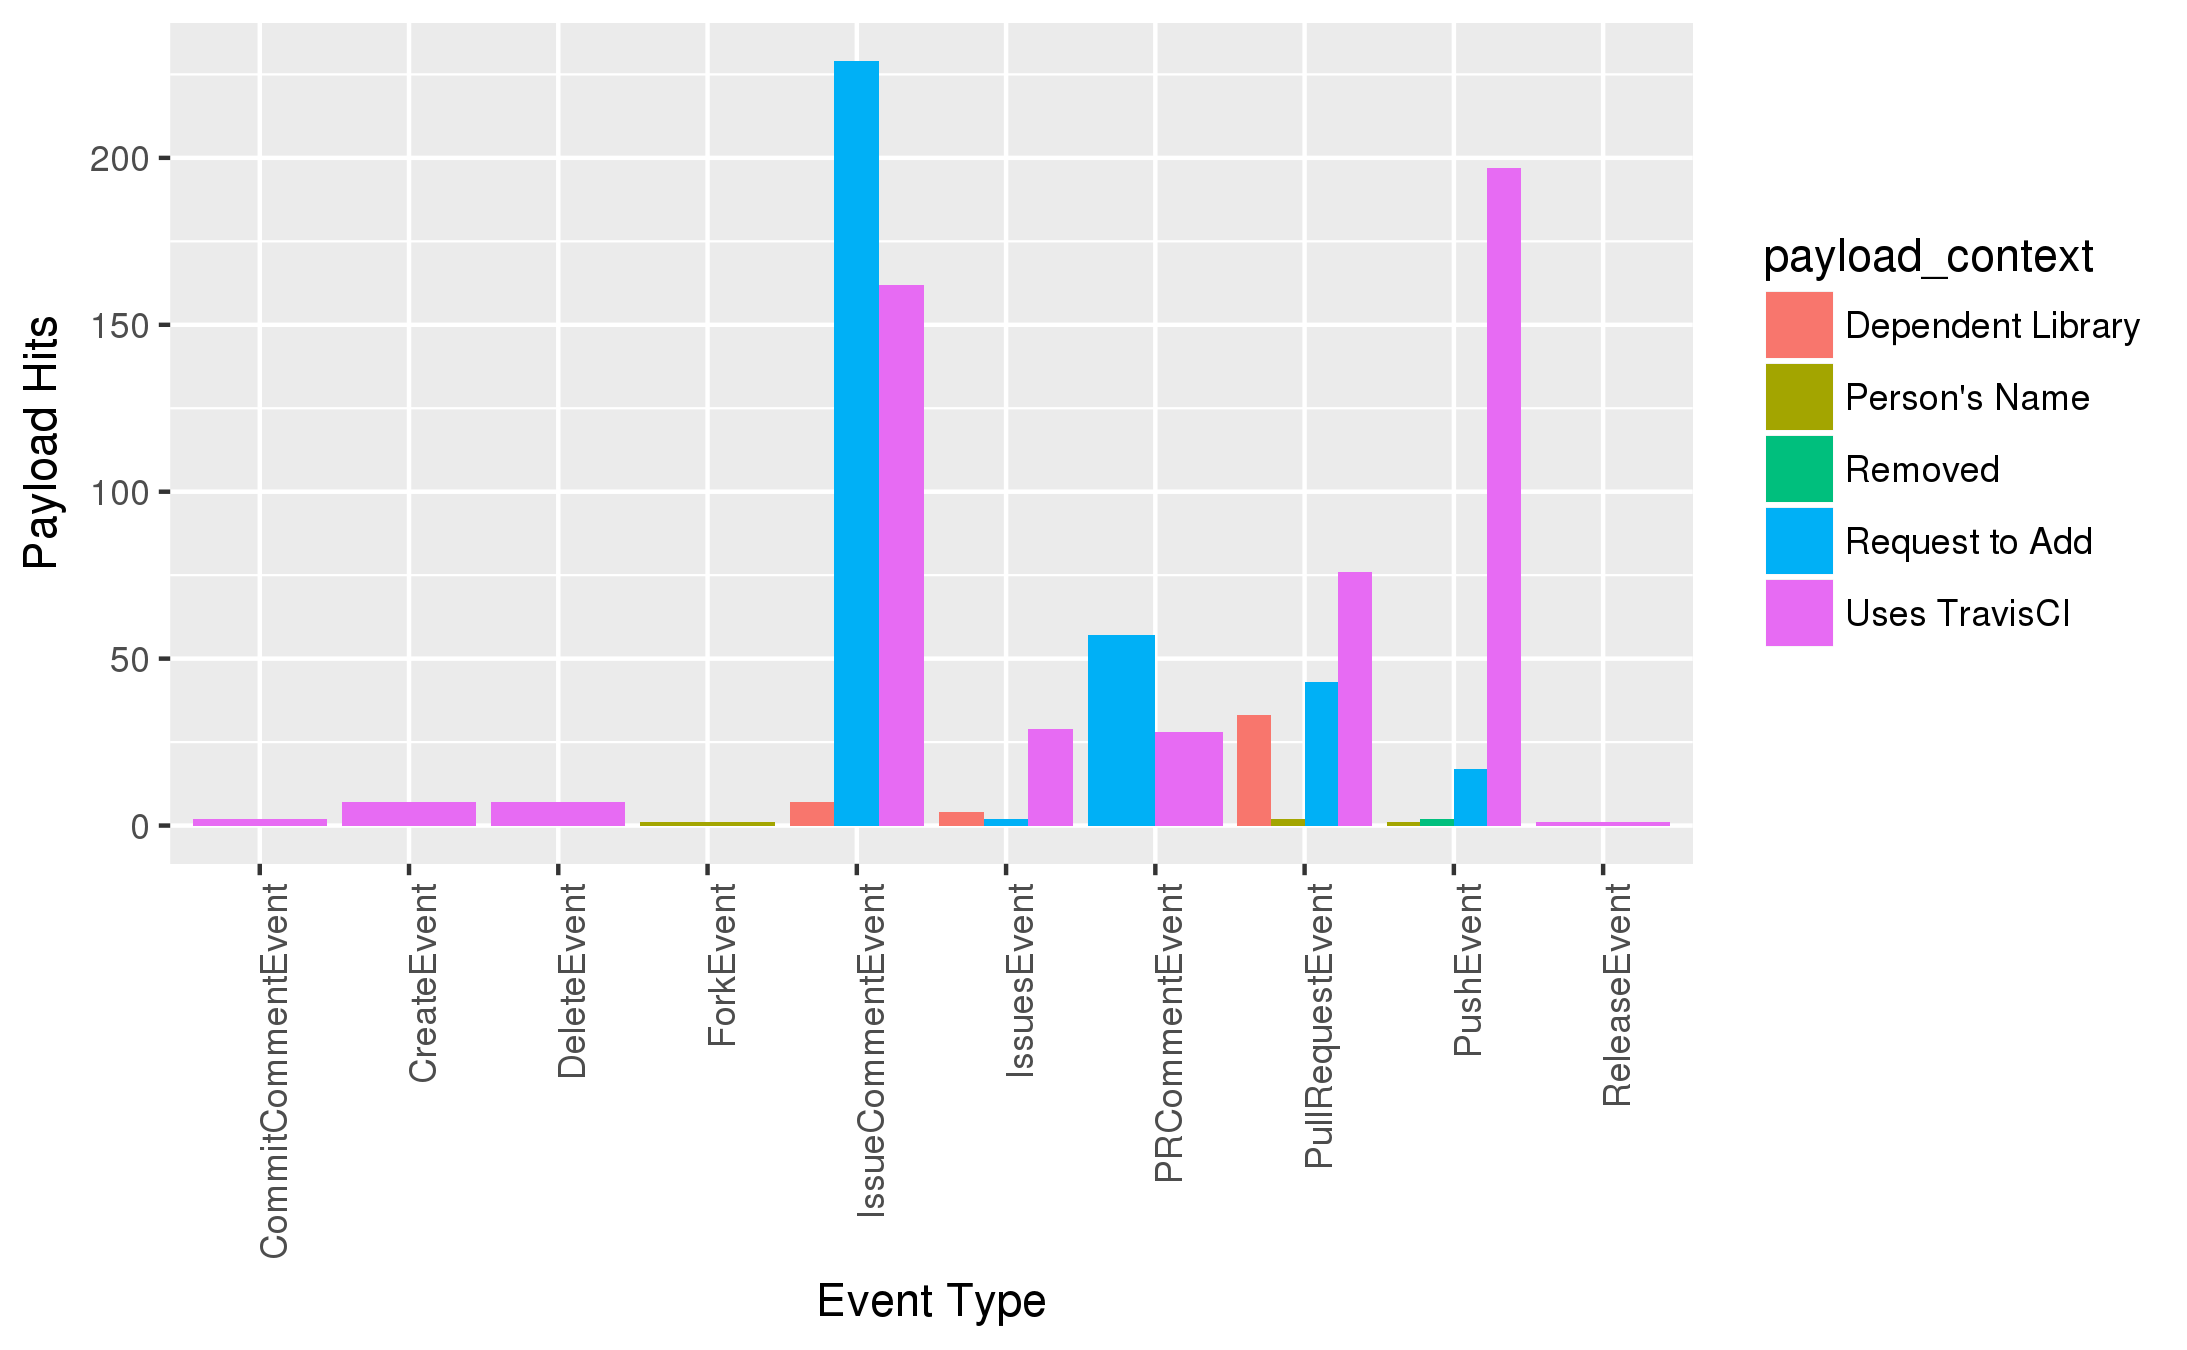 Payload Hits
200
150
100
50
0
CommitCommentEvent
CreateEvent
DeleteEvent
ForkEvent
IssueCommentEvent
IssuesEvent
PRCommentEvent
PullRequestEvent
PushEvent
ReleaseEvent
Event Type
payload_context
Dependent Library
Person's Name
Removed
Request to Add
Uses TravisCI